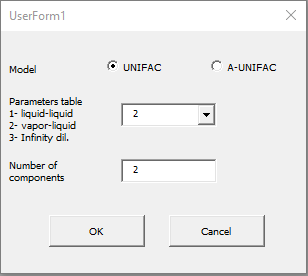 UserForm1
Model UNIFAC A-UNIFAC
Parameters table
1- liquid-liquid 2
2- vapor-liquid
3- Infinity dil.
Number of 2
components
OK Cancel